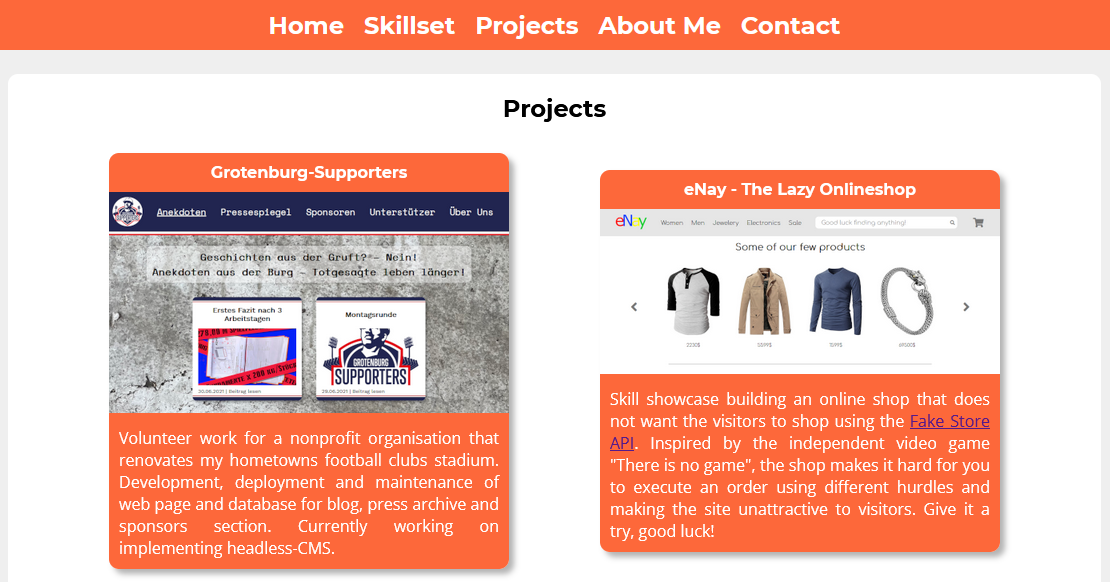 Home Skillset Projects About Me Contact
Projects
Grotenburg-Supporters
Anekdoten Pressespiegel Sponsoren Unterstützer Über Uns
Geschichten aus der Gruft? – Nein!
Anekdoten aus der Burg – Totgesagte leben länger!
Erstes Fazit nach 3
Arbeitstagen
30.06.2021 | Beitrag lesen
Montagsrunde
GROTENBURG
SUPPORTERS
29.06.2021 | Beitrag lesen
Volunteer work for a nonprofit organisation that
renovates my hometowns football clubs stadium.
Development, deployment and maintenance of
web page and database for blog, press archive and
sponsors section. Currently working on
implementing headless-CMS.
eNay - The Lazy Onlineshop
eNay Women Men Jewelery Electronics Sale Good luck finding anything!
Some of our few products
Skill showcase building an online shop that does
not want the visitors to shop using the Fake Store
API. Inspired by the independent video game
"There is no game", the shop makes it hard for you
to execute an order using different hurdles and
making the site unattractive to visitors. Give it a
try, good luck!